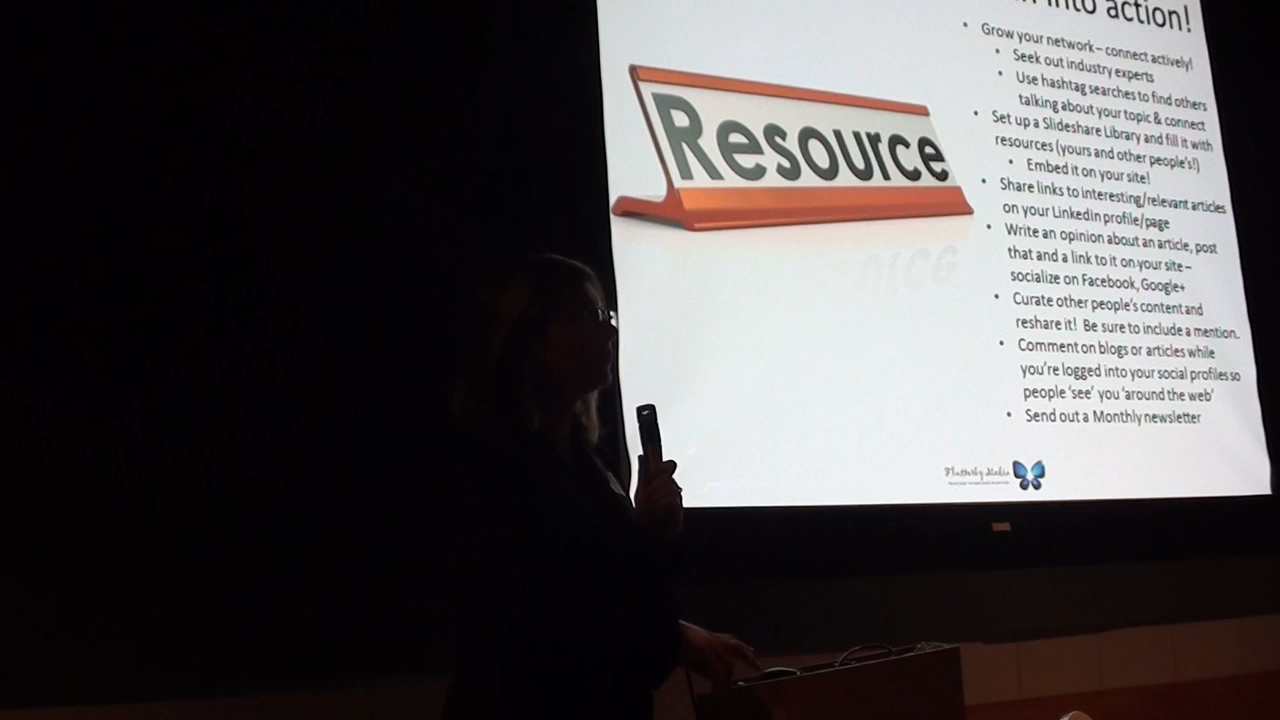 into action!
Resource
• Grow your network – connect actively!
• Seek out industry experts
• Use hashtag searches to find others
talking about your topic & connect
• Set up a Slideshare Library and fill it with
resources (yours and other people's!)
• Embed it on your site!
• Share links to interesting/relevant articles
on your LinkedIn profile/page
• Write an opinion about an article, post
that and a link to it on your site –
socialize on Facebook, Google+
• Curate other people's content and
reshare it! Be sure to include a mention.
• Comment on blogs or articles while
you're logged into your social profiles so
people 'see' you 'around the web'
• Send out a Monthly newsletter
Flutterby Media